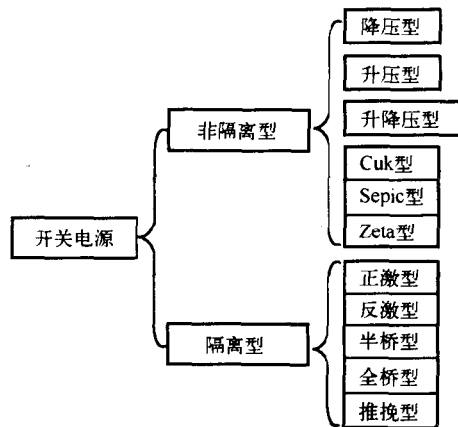 降压型
升压型
非隔离型
升降压型
Cuk型
Sepic型
开关电源
Zeta型
正激型
反激型
隔离型
半桥型
全桥型
推挽型